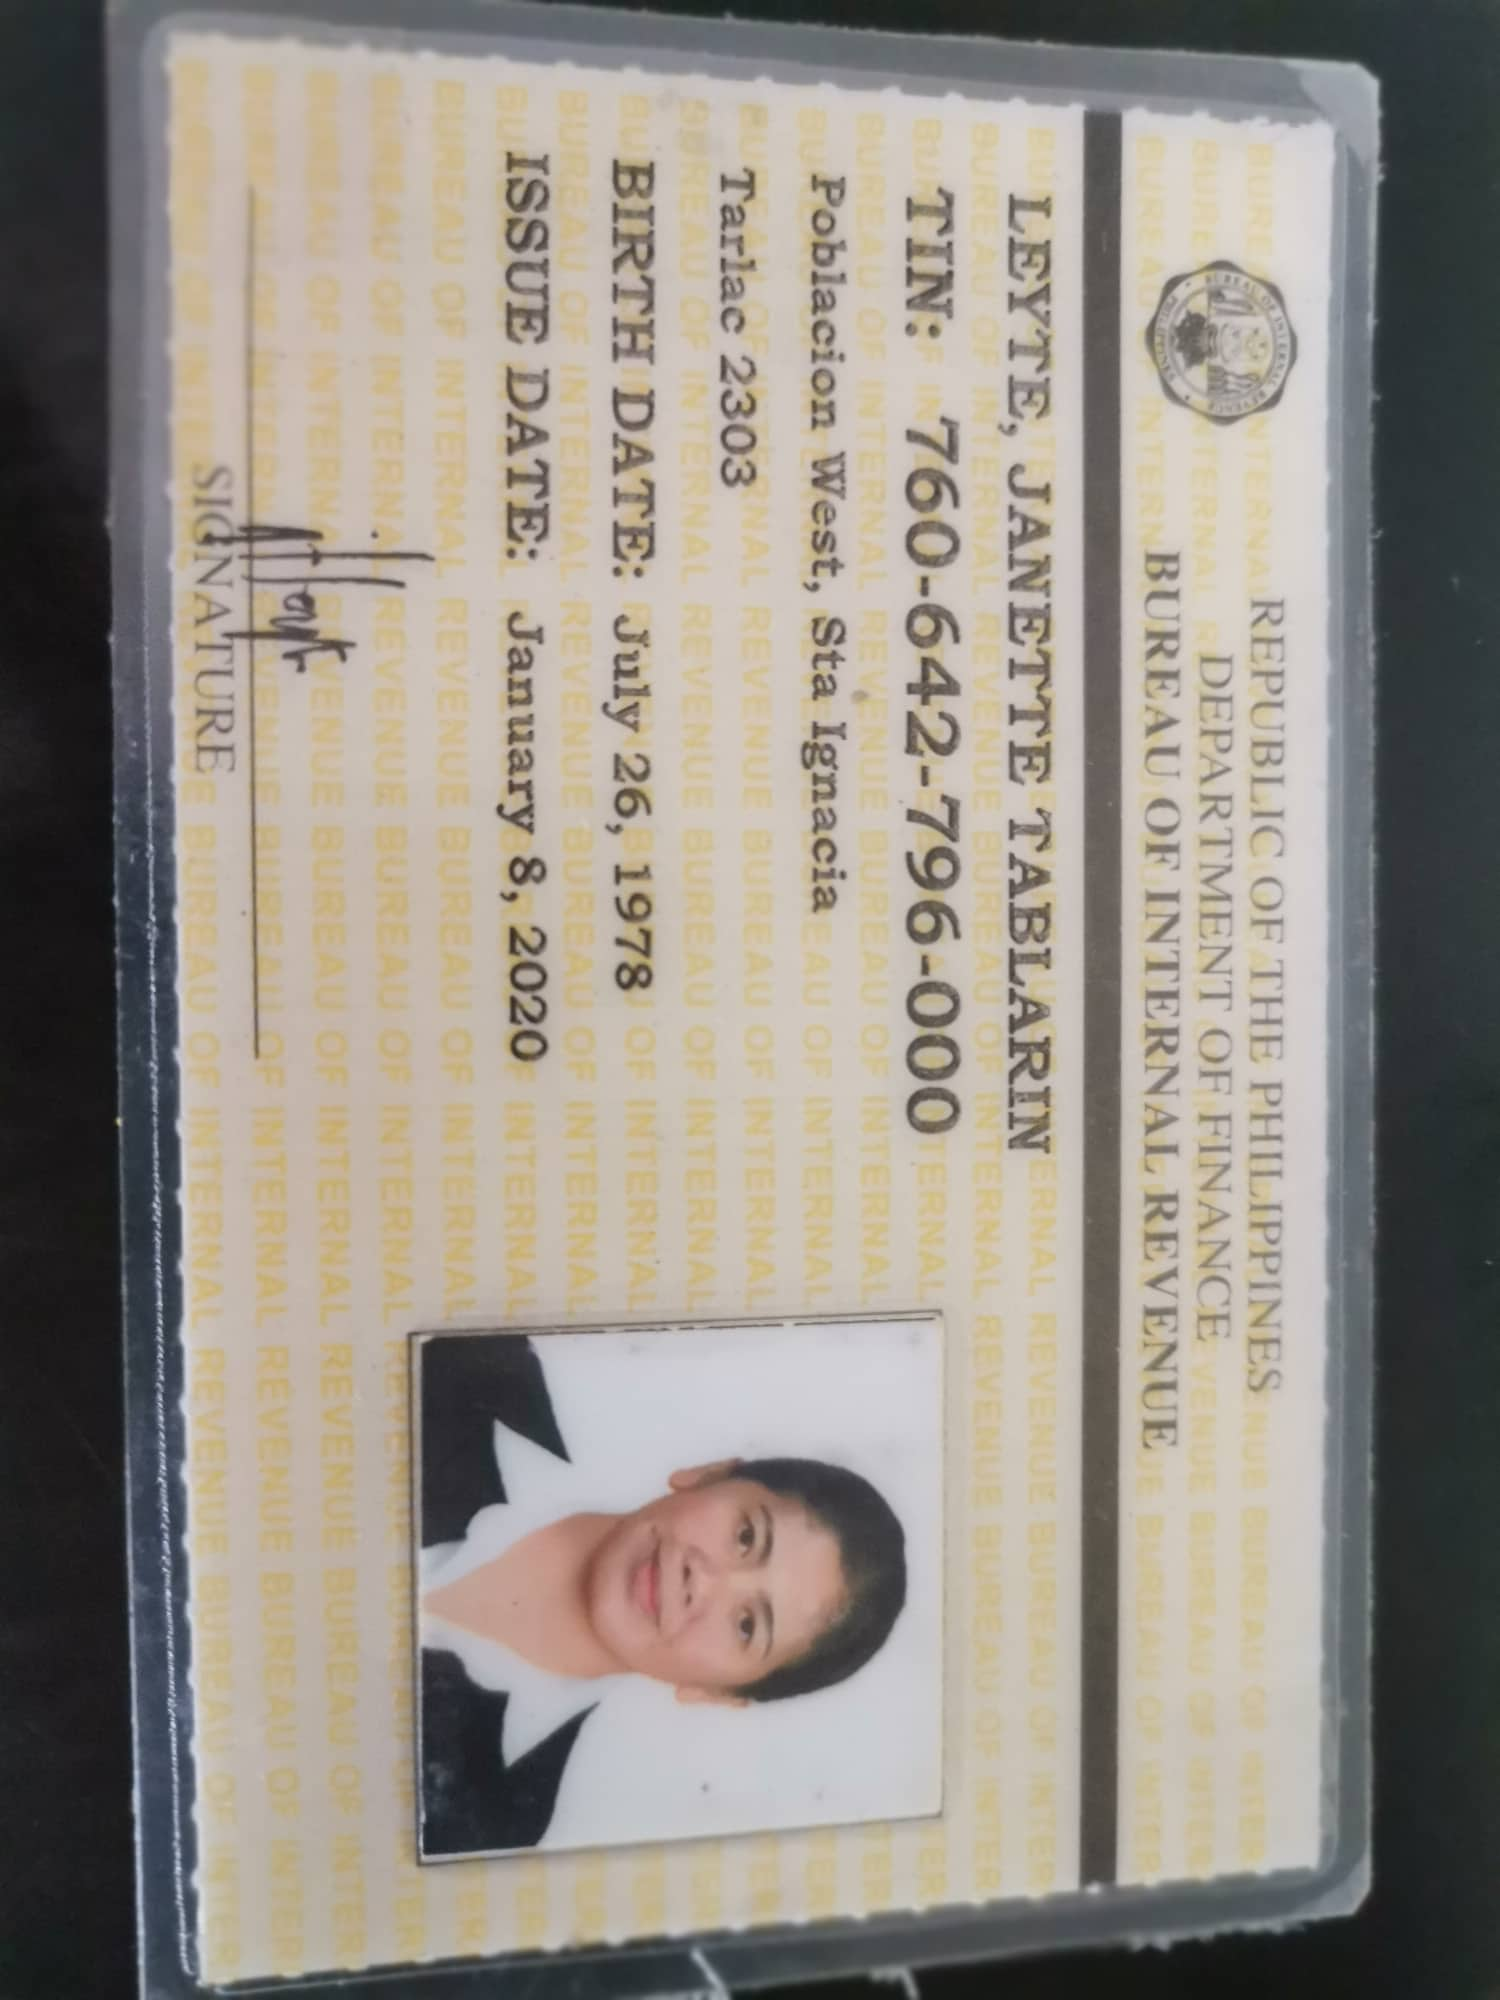 REPUBLIC OF THE PHILIPPINES
DEPARTMENT OF FINANCE
BUREAU OF INTERNAL REVENUE
LEYTE, JANETTE TABLARIN
TIN: 760-642-796-000
Poblacion West, Sta Ignacia
Tarlac 2303
BIRTH DATE: July 26, 1978
ISSUE DATE: January 8, 2020
SIGNATURE